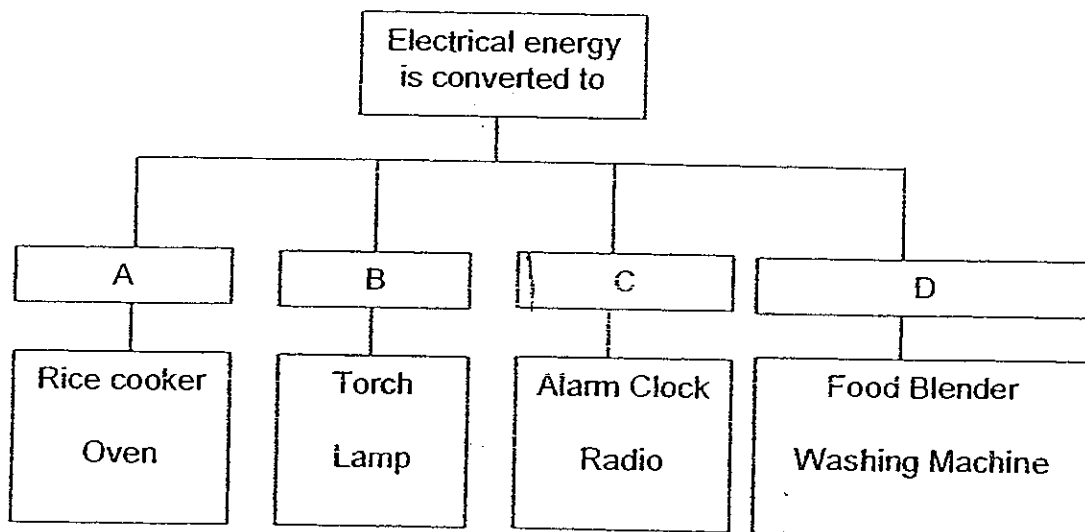 Electrical energy
is converted to
A
B
C
D
Rice cooker
Oven
Torch
Lamp
Alarm Clock
Radio
Food Blender
Washing Machine